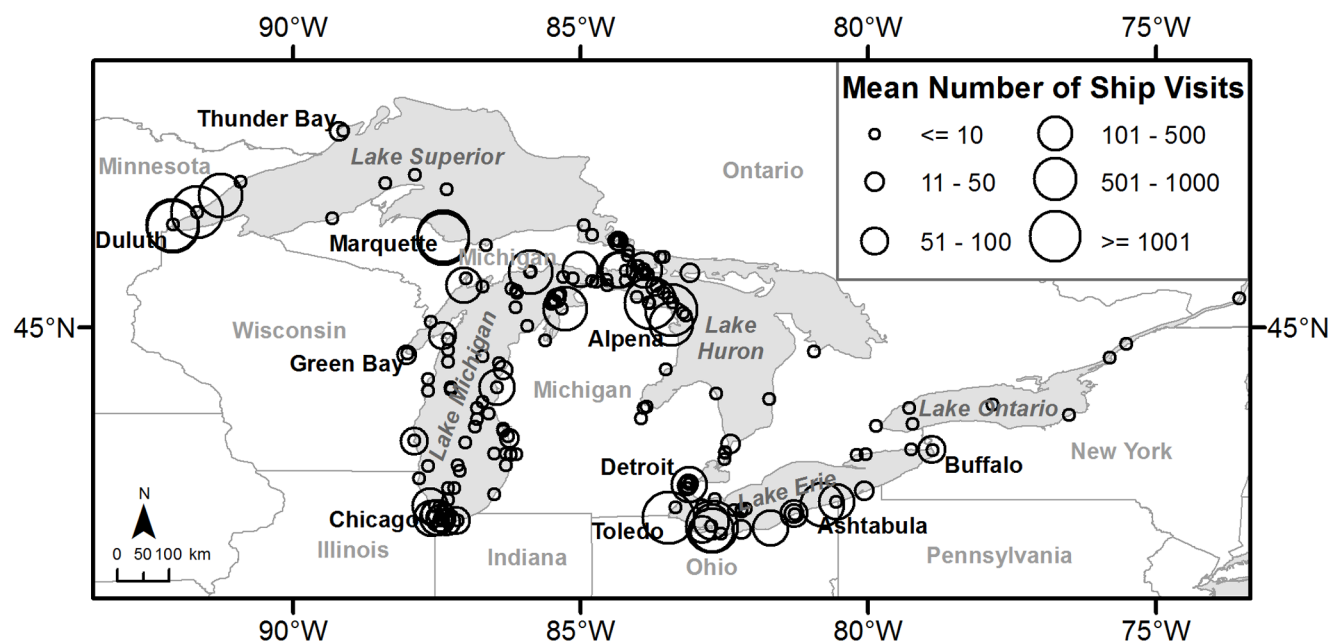 90°W 85°W 80°W 75°W
Mean Number of Ship Visits
<= 10 101 - 500
11 - 50 501 - 1000
51 - 100 >= 1001
Thunder Bay
Minnesota
Lake Superior
Ontario
Duluth
Marquette
Michigan
45°N 45°N
Wisconsin
Alpena
Lake
Huron
Green Bay
Lake Michigan
Michigan
Lake Ontario
New York
Detroit
Buffalo
Lake Erie
N
Chicago
Toledo
Ashtabula
Illinois
Indiana
Ohio
Pennsylvania
0 50 100 km
90°W 85°W 80°W 75°W